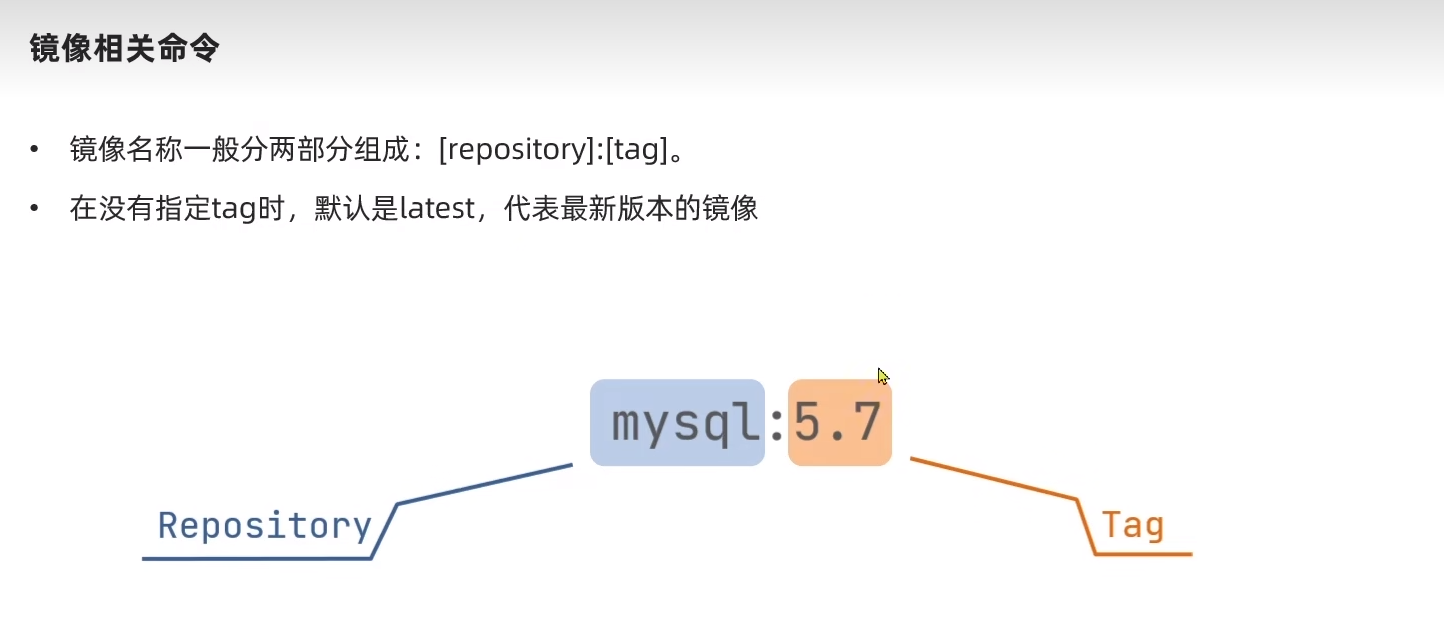 镜像相关命令
• 镜像名称一般分两部分组成：[repository]:[tag]。
• 在没有指定tag时，默认是latest，代表最新版本的镜像
mysql:5.7
Repository
Tag